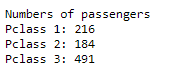 Numbers of passengers
Pclass 1: 216
Pclass 2: 184
Pclass 3: 491